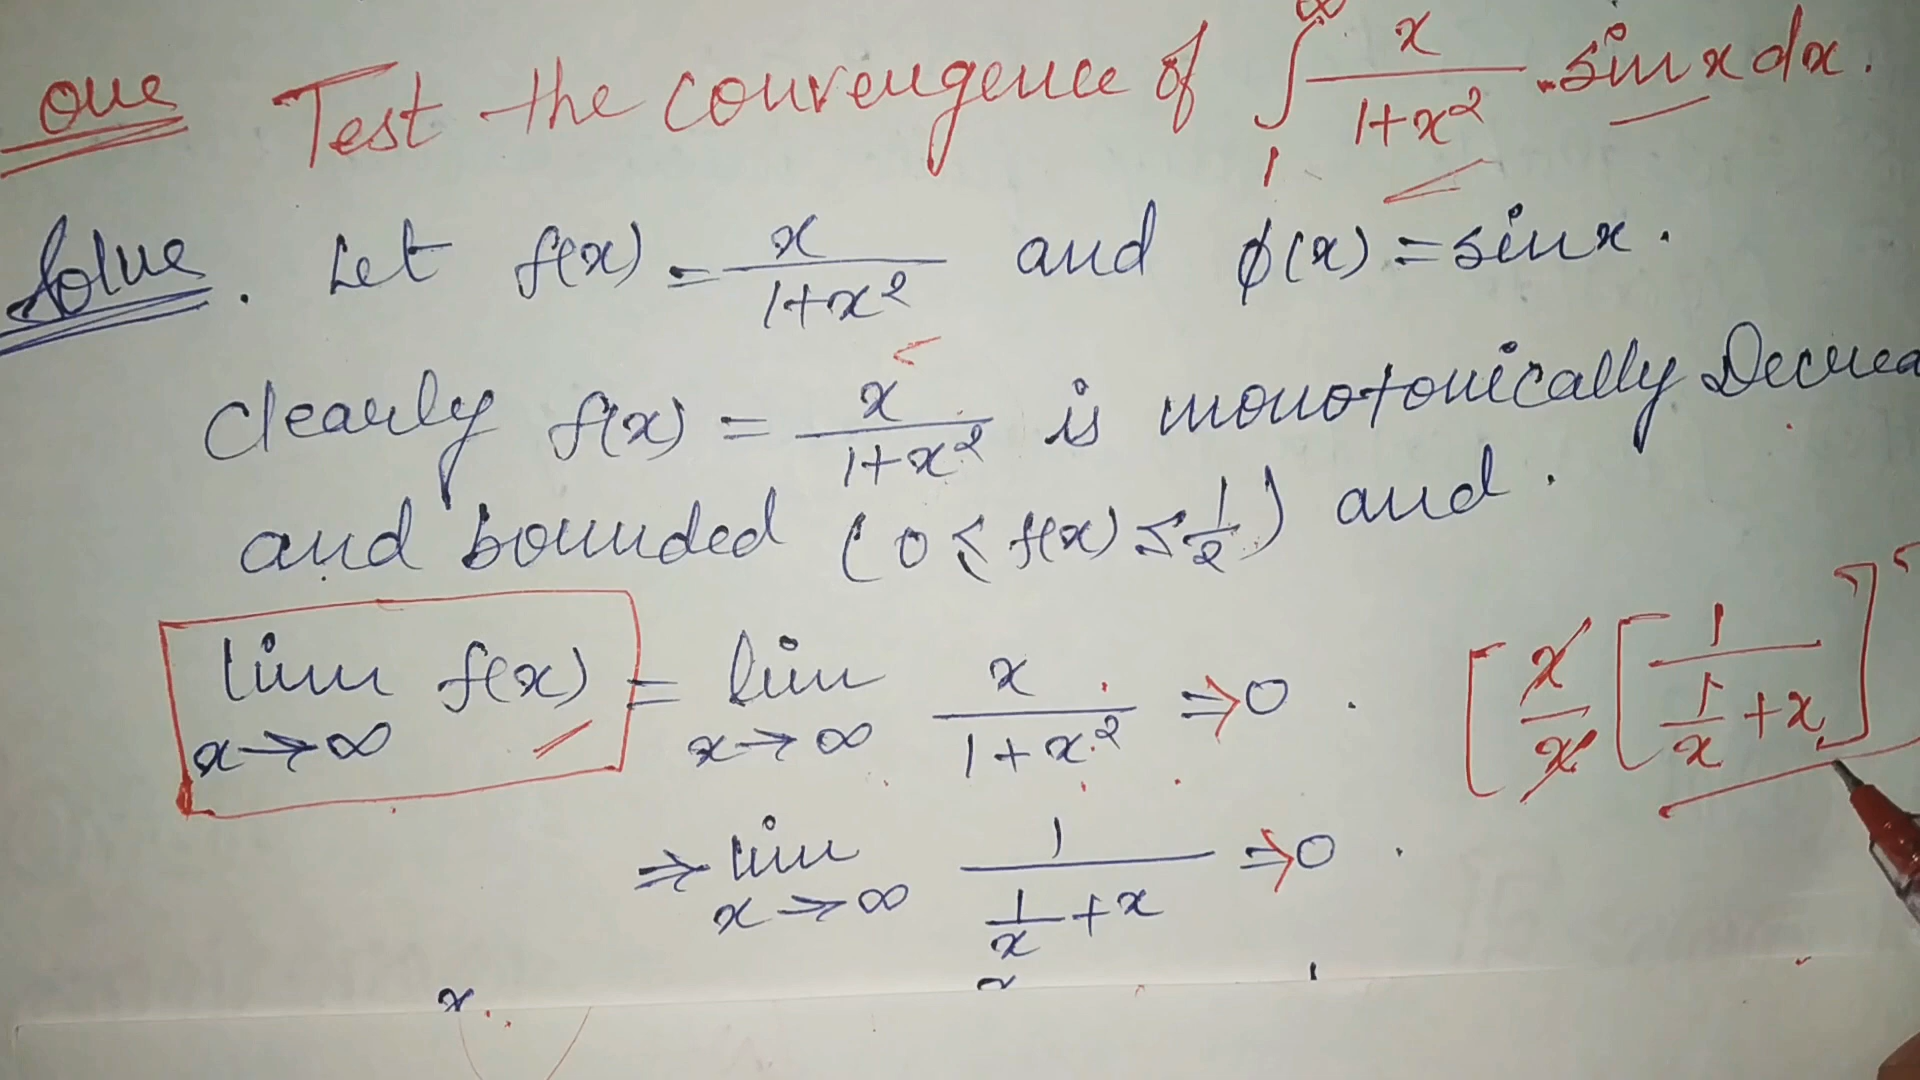 Que Test the convergence of ∫₁^∞ x/(1+x²) . sin x dx.
Solve. Let f(x) = x/(1+x²) and φ(x) = sin x.
Clearly f(x) = x/(1+x²) is monotonically Decrea
and bounded (0 ≤ f(x) ≤ 1/2) and.
lim x→∞ f(x) = lim x→∞ x/(1+x²) ⇒ 0 . [x/x [1/(1/x + x)]
⇒ lim x→∞ 1/(1/x + x) ⇒ 0 .